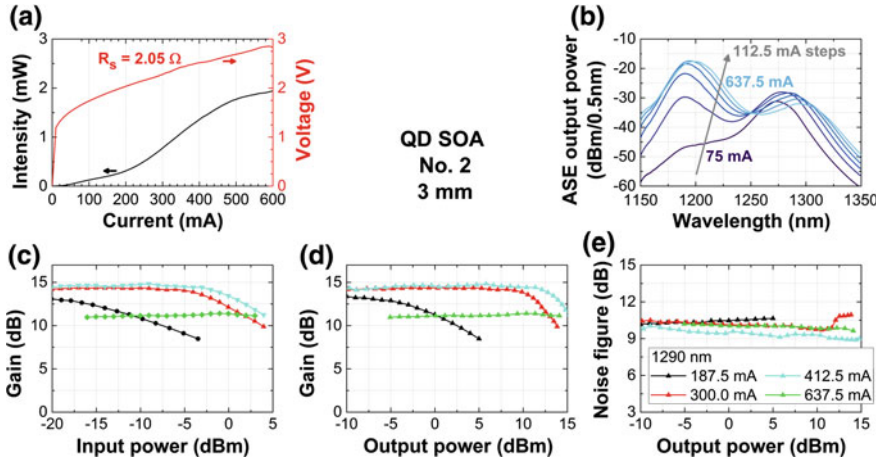 (a)
3
2
1
0
Intensity (mW)
0 100 200 300 400 500 600
Current (mA)
3
2
1
0
Voltage (V)
Rs = 2.05 Ω
QD SOA
No. 2
3 mm
(b)
0
-10
-20
-30
-40
-50
-60
ASE output power
(dBm/0.5nm)
1150 1200 1250 1300 1350
Wavelength (nm)
112.5 mA steps
637.5 mA
75 mA
(c)
20
15
10
5
0
Gain (dB)
-20 -15 -10 -5 0 5
Input power (dBm)
(d)
20
15
10
5
0
Gain (dB)
-10 -5 0 5 10 15
Output power (dBm)
(e)
15
12
9
6
3
Noise figure (dB)
1290 nm
187.5 mA
412.5 mA
300.0 mA
637.5 mA
-10 -5 0 5 10 15
Output power (dBm)